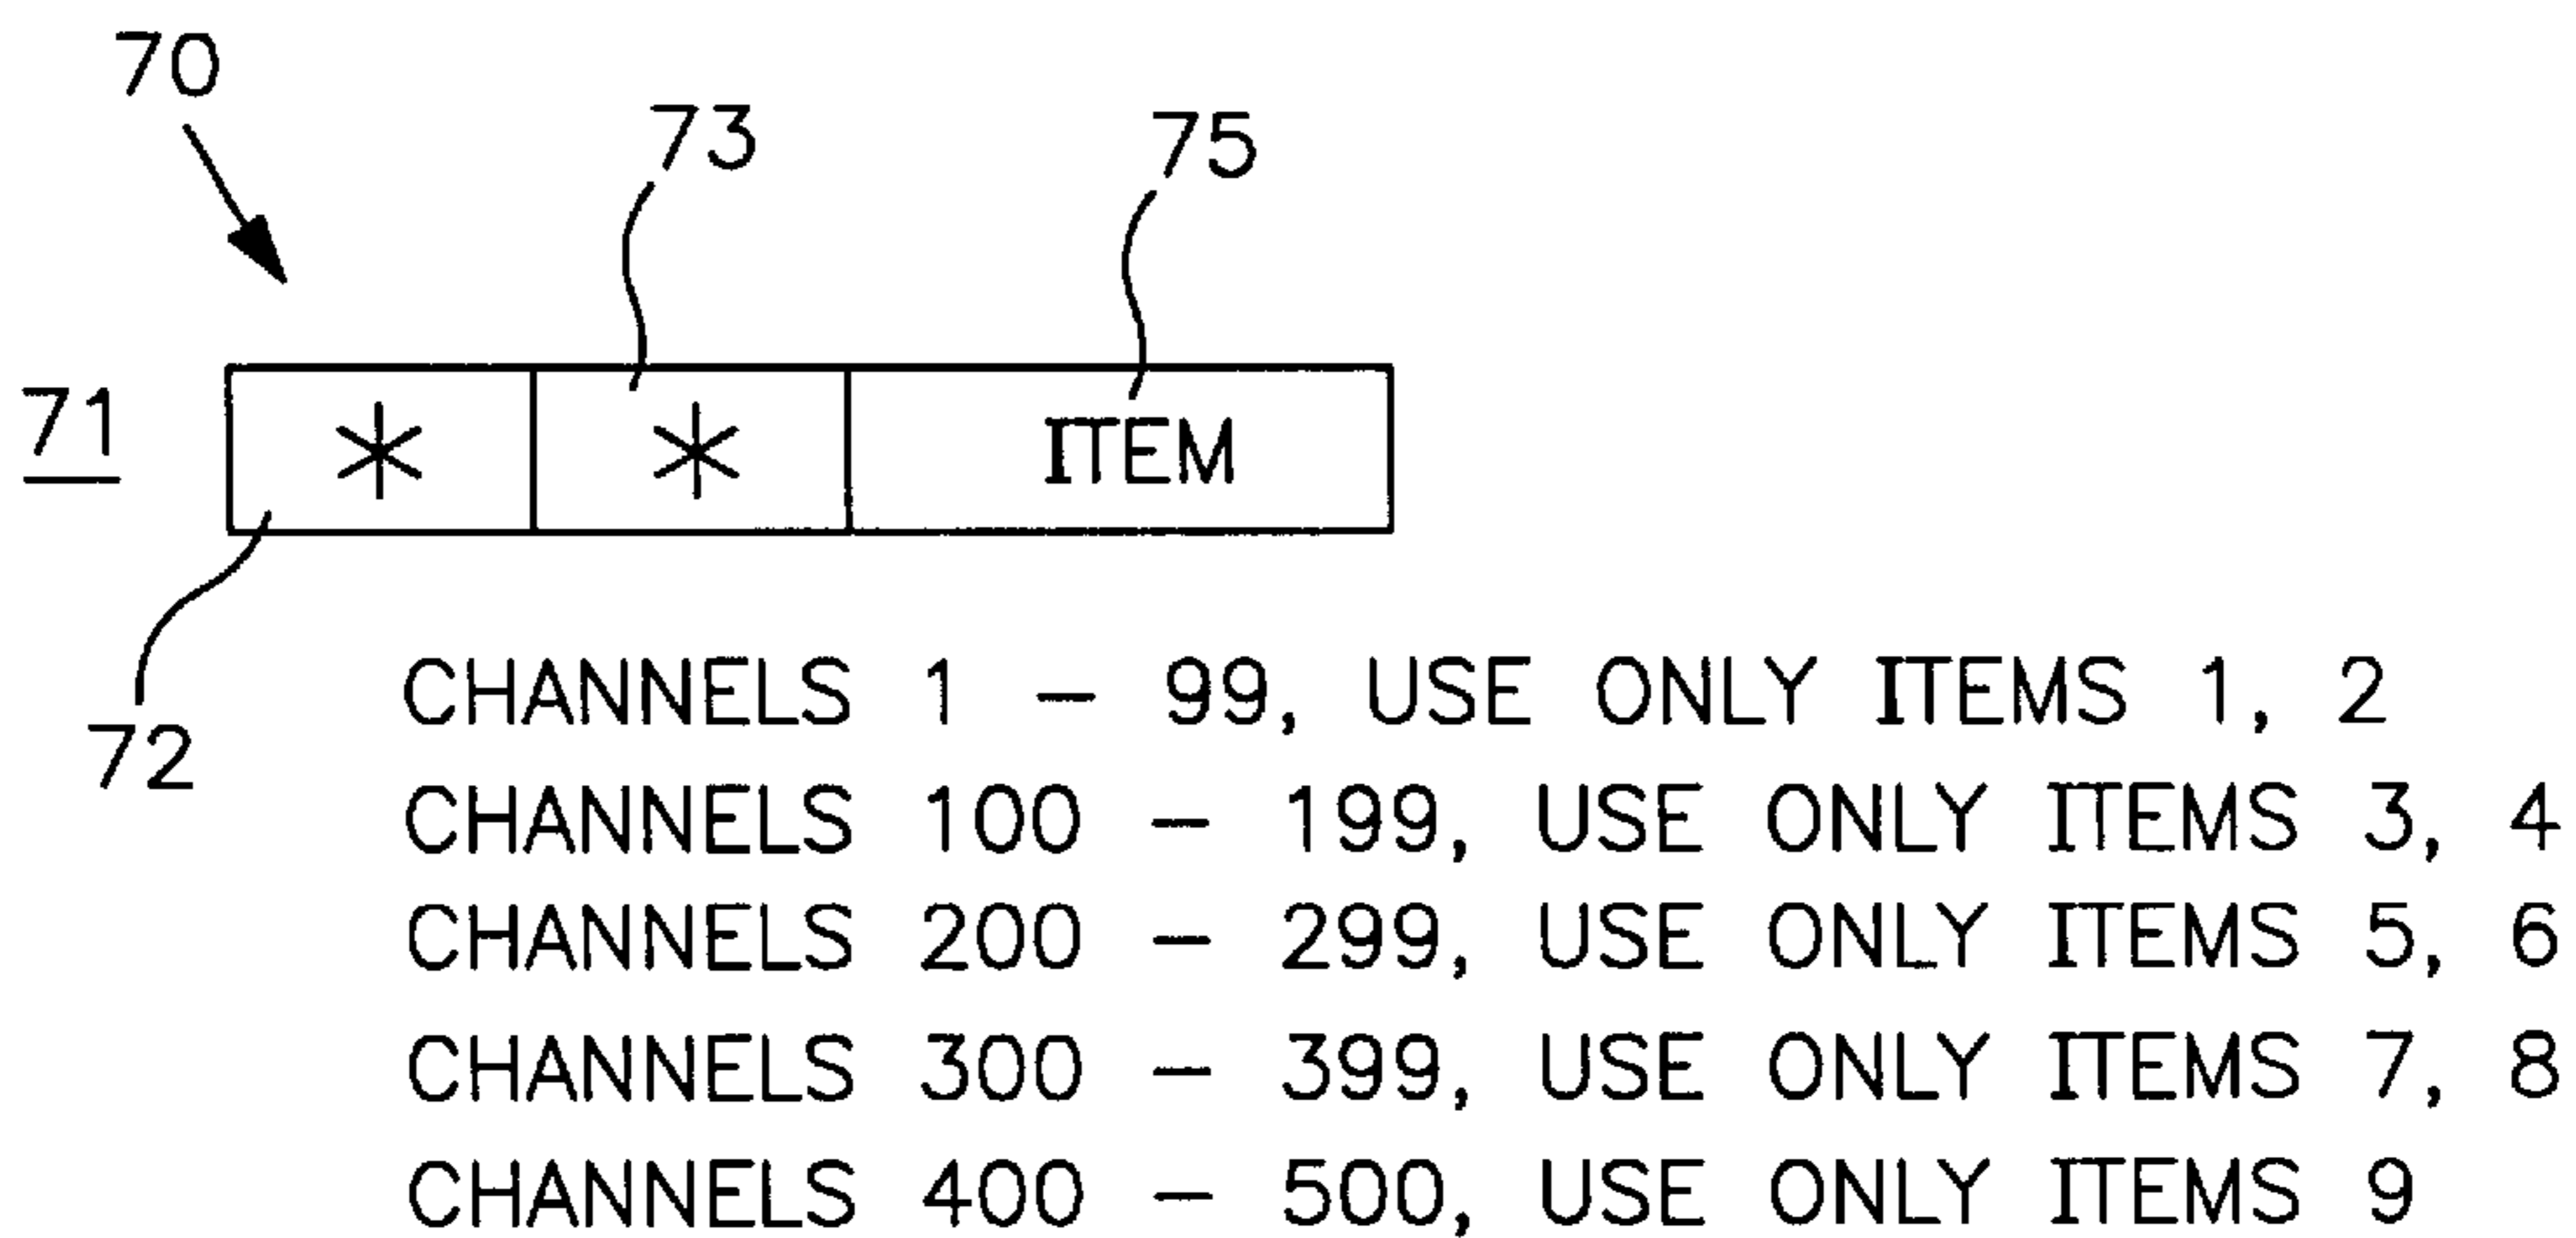 70
73
75
71
* * ITEM
72
CHANNELS 1 – 99, USE ONLY ITEMS 1, 2
CHANNELS 100 – 199, USE ONLY ITEMS 3, 4
CHANNELS 200 – 299, USE ONLY ITEMS 5, 6
CHANNELS 300 – 399, USE ONLY ITEMS 7, 8
CHANNELS 400 – 500, USE ONLY ITEMS 9